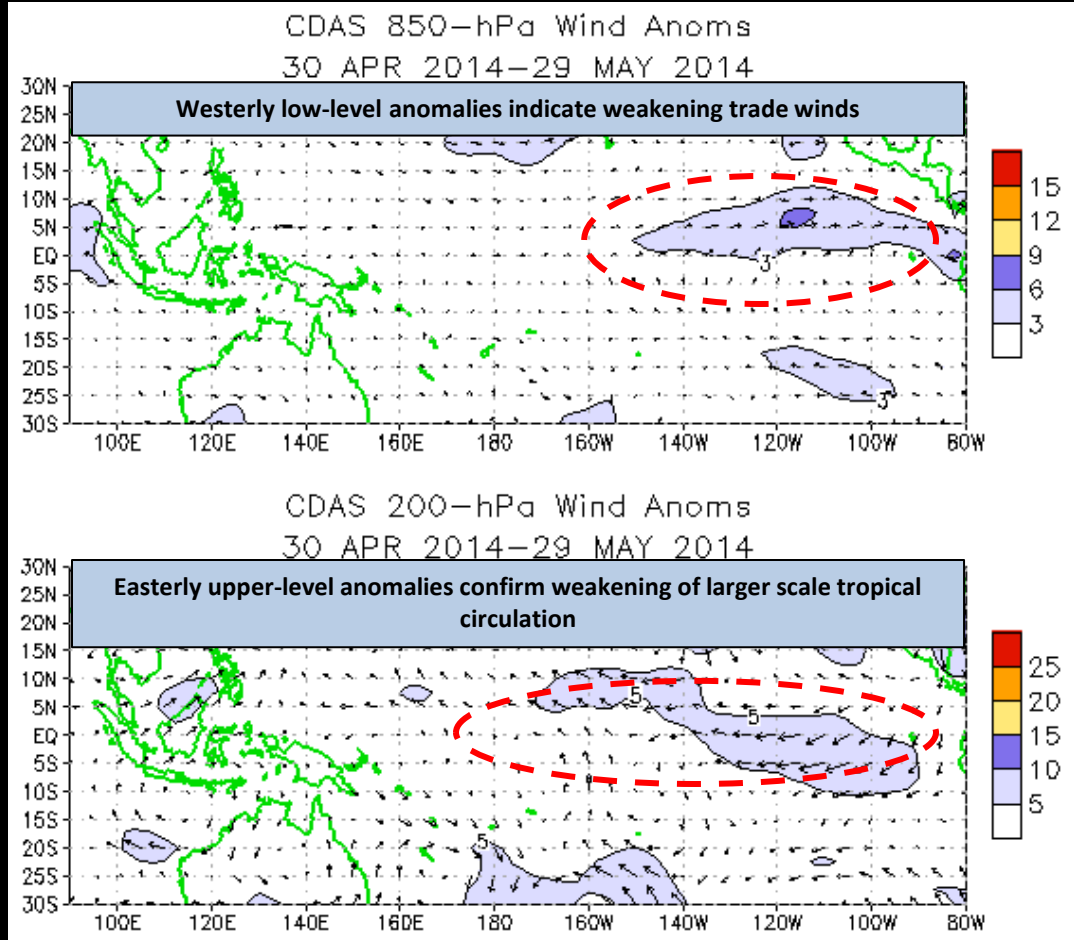 CDAS 850-hPa Wind Anoms
30 APR 2014-29 MAY 2014
30N
25N
20N
15N
10N
5N
EQ
5S
10S
15S
20S
25S
30S
Westerly low-level anomalies indicate weakening trade winds
3
3
100E 120E 140E 160E 180 160W 140W 120W 100W 80W
15
12
9
6
3
CDAS 200-hPa Wind Anoms
30 APR 2014-29 MAY 2014
30N
25N
20N
15N
10N
5N
EQ
5S
10S
15S
20S
25S
30S
Easterly upper-level anomalies confirm weakening of larger scale tropical
circulation
5
5
5
100E 120E 140E 160E 180 160W 140W 120W 100W 80W
25
20
15
10
5